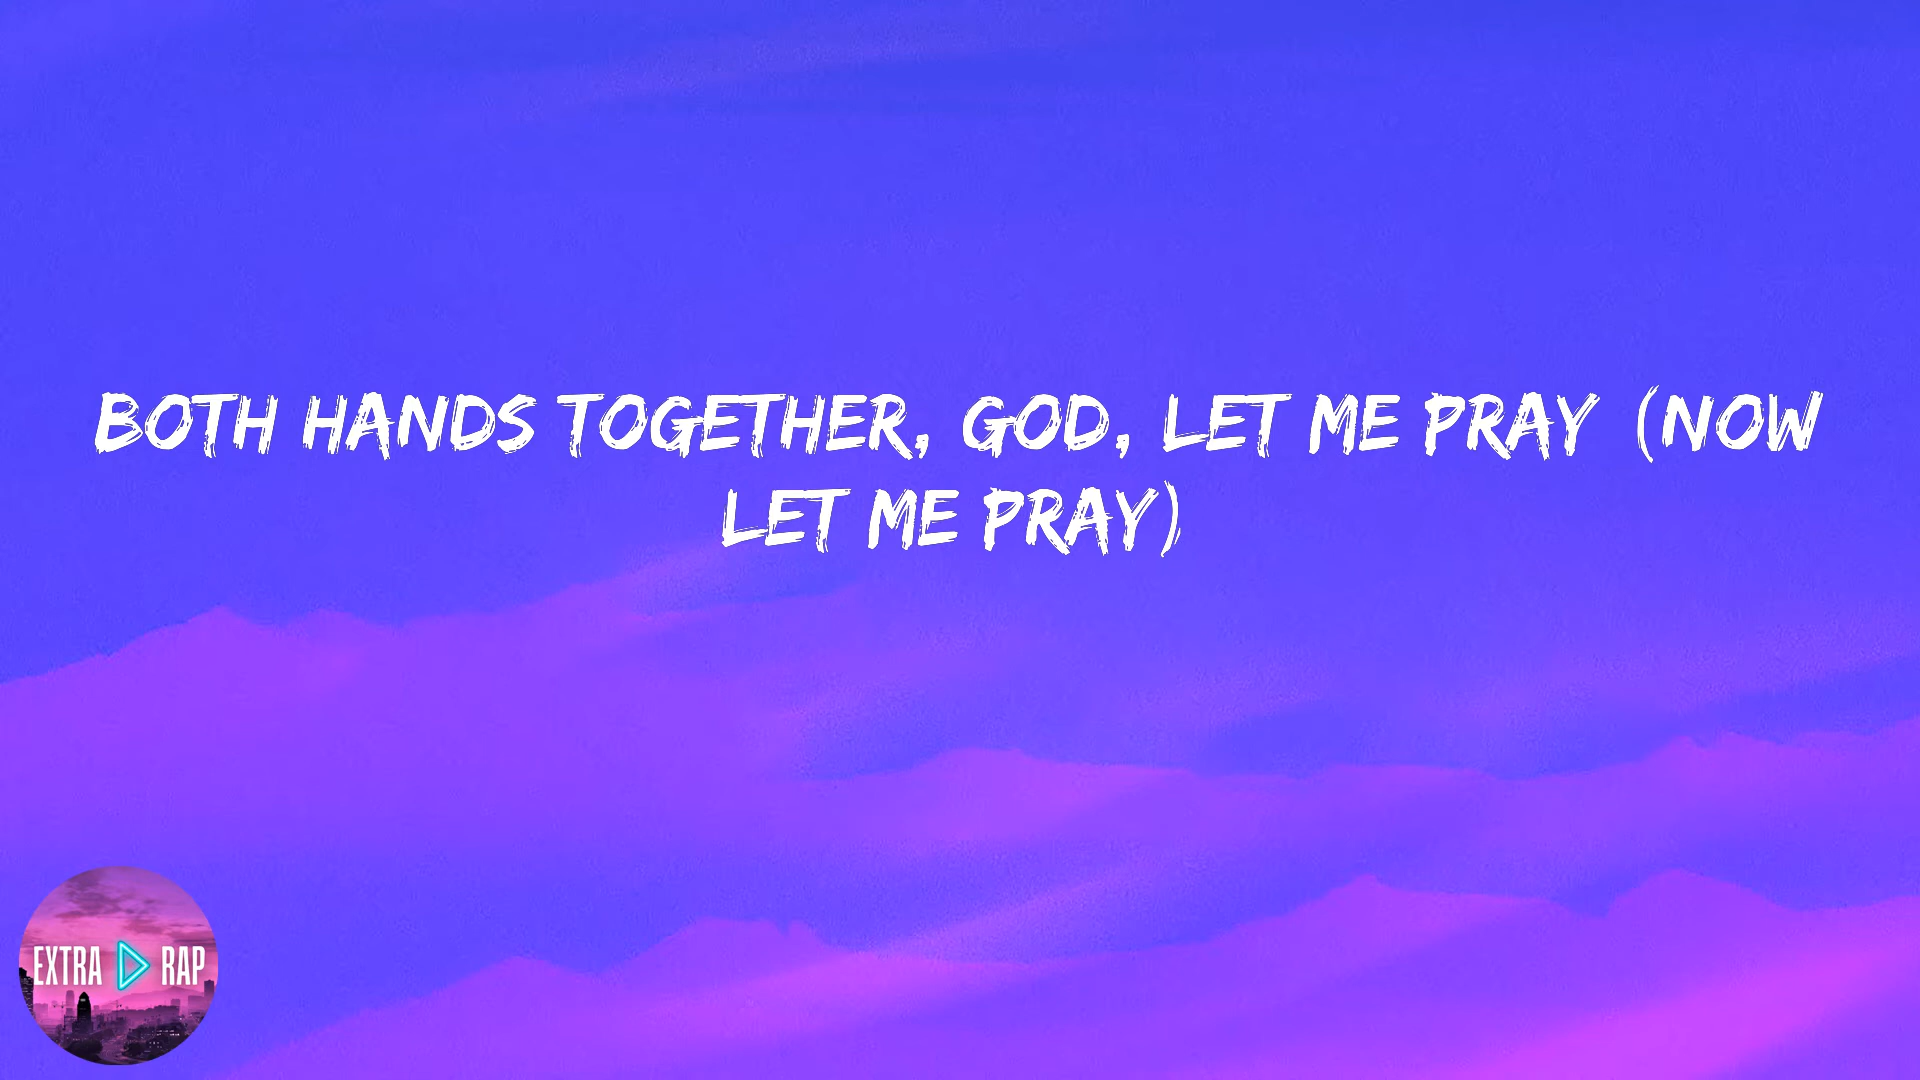 BOTH HANDS TOGETHER, GOD, LET ME PRAY (NOW
LET ME PRAY)
EXTRA RAP